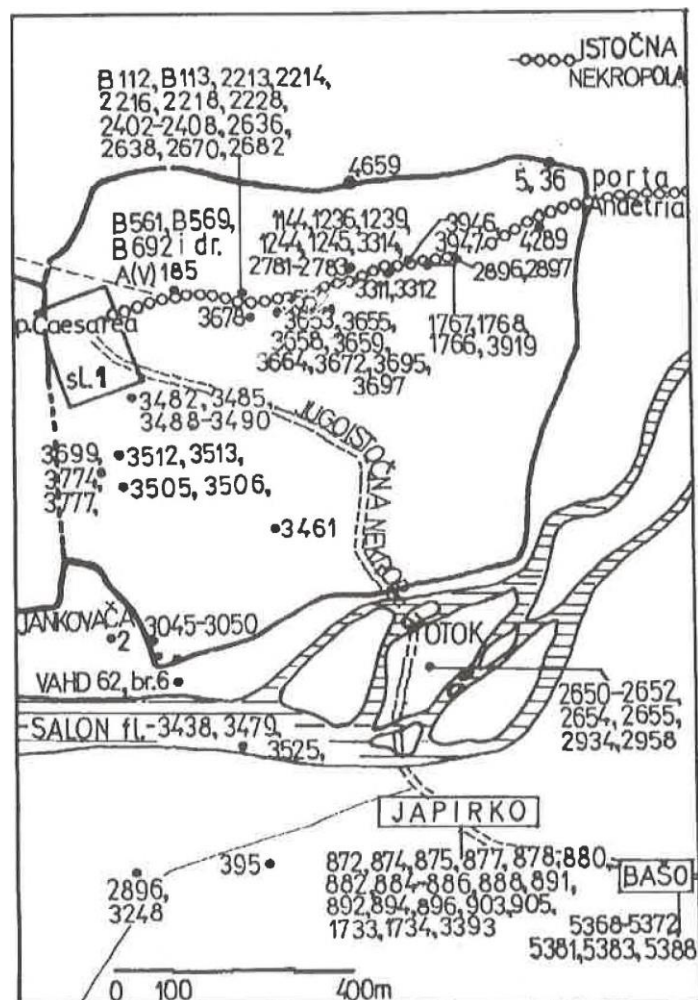 ISTOČNA
NEKROPOLA
B 112, B 113, 2213, 2214,
2216, 2218, 2228,
2402-2408, 2636,
2638, 2670, 2682
4659
5, 36
porta
Andetria
B561, B569,
B 692 i dr.
A(V) 185
1144, 1236, 1239,
1244, 1245, 3314,
2781-2783
3946
3947
4289
2896, 2897
3311, 3312
p. Caesarea
3678
3653, 3655,
3658, 3659,
3664, 3672, 3695,
3697
1767, 1768
1766, 3919
sL. 1
3482, 3485,
3488-3490
JUGOISTOČNA NEKROP.
3699,
3774,
3777,
3512, 3513,
3505, 3506,
3461
JANKOVAČA
2
3045-3050
OTOK
VAHD 62, br. 6
2650-2652,
2654, 2655,
2934, 2958
SALON fl.
3438, 3479,
3525,
JAPIRKO
395
2896,
3248
872, 874, 875, 877, 878-880,
882, 884-886, 888, 891,
892, 894, 896, 903, 905,
1733, 1734, 3393
BAŠO
5368-5372,
5381, 5383, 5388
0 100 400m